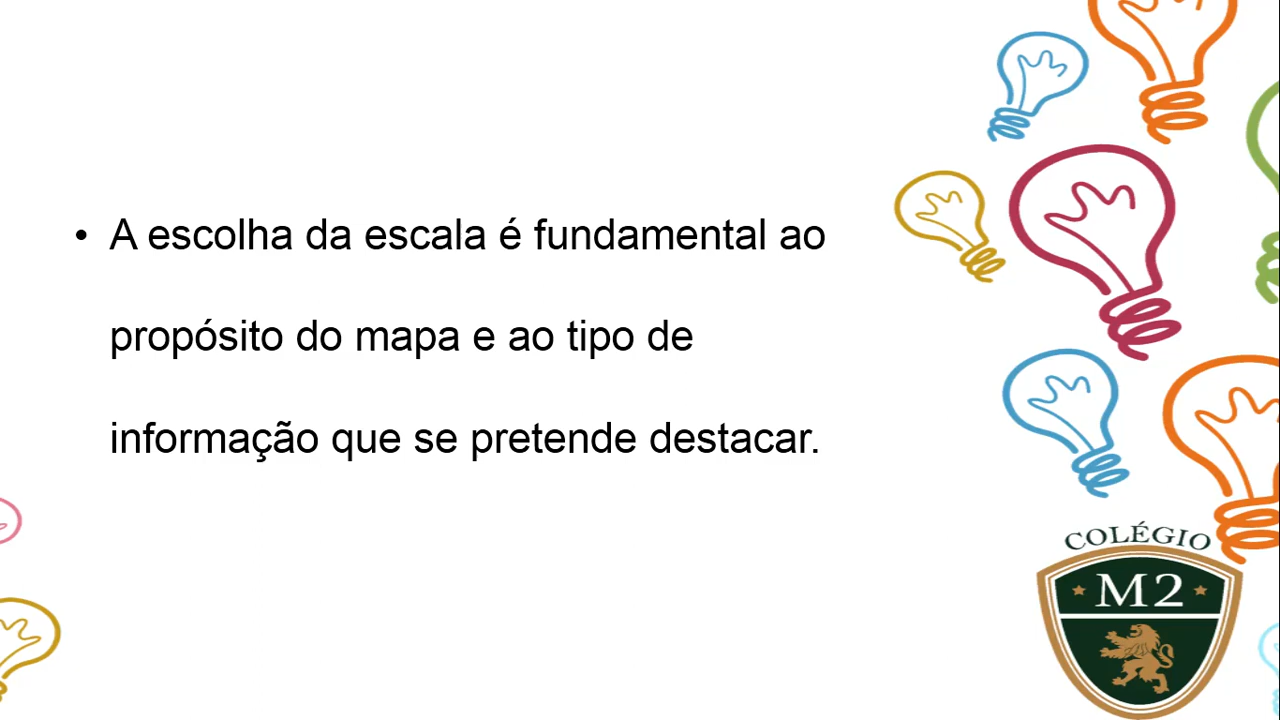 • A escolha da escala é fundamental ao
propósito do mapa e ao tipo de
informação que se pretende destacar.
COLÉGIO
M2